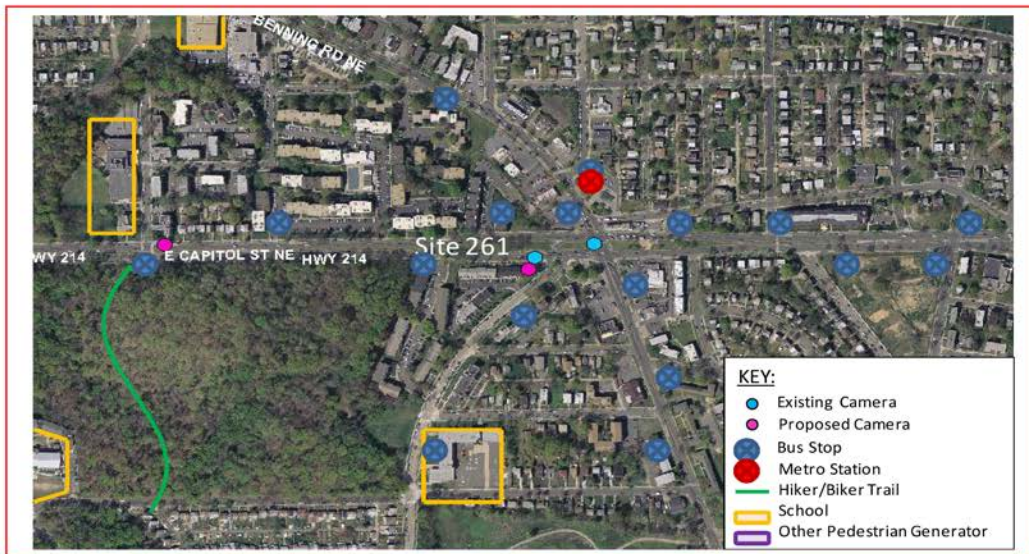 BENNING RD NE
Site 261
WY 214
E CAPITOL ST NE
HWY 214
KEY:
Existing Camera
Proposed Camera
Bus Stop
Metro Station
Hiker/Biker Trail
School
Other Pedestrian Generator